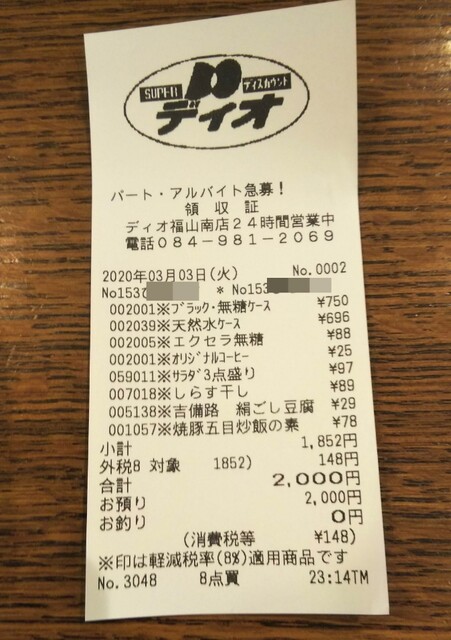 SUPER ディスカウント
ディオ
パート・アルバイト急募!
領収証
ディオ福山南店24時間営業中
電話084-981-2069
2020年03月03日(火) No.0002
No153 * No153
002001※ブラック・無糖ケース ¥750
002039※天然水ケース ¥696
002005※エクセラ無糖 ¥88
002001※オリジナルコーヒー ¥25
059011※サラダ3点盛り ¥97
007018※しらす干し ¥89
005138※吉備路 絹ごし豆腐 ¥29
001057※焼豚五目炒飯の素 ¥78
小計 1,852円
外税8 対象 1852) 148円
合計 2,000円
お預り 2,000円
お釣り 0円
(消費税等 ¥148)
※印は軽減税率(8%)適用商品です
No.3048 8点買 23:14TM